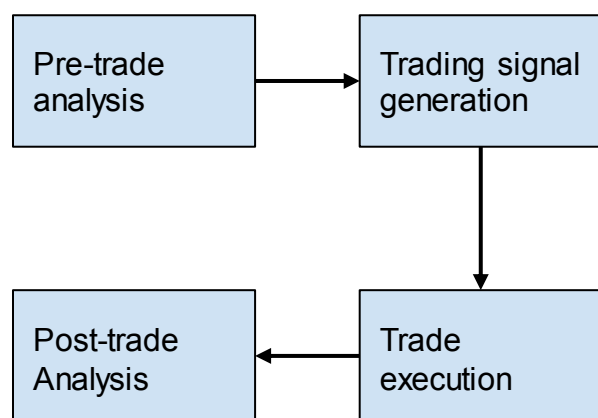 Pre-trade
analysis
Trading signal
generation
Post-trade
Analysis
Trade
execution